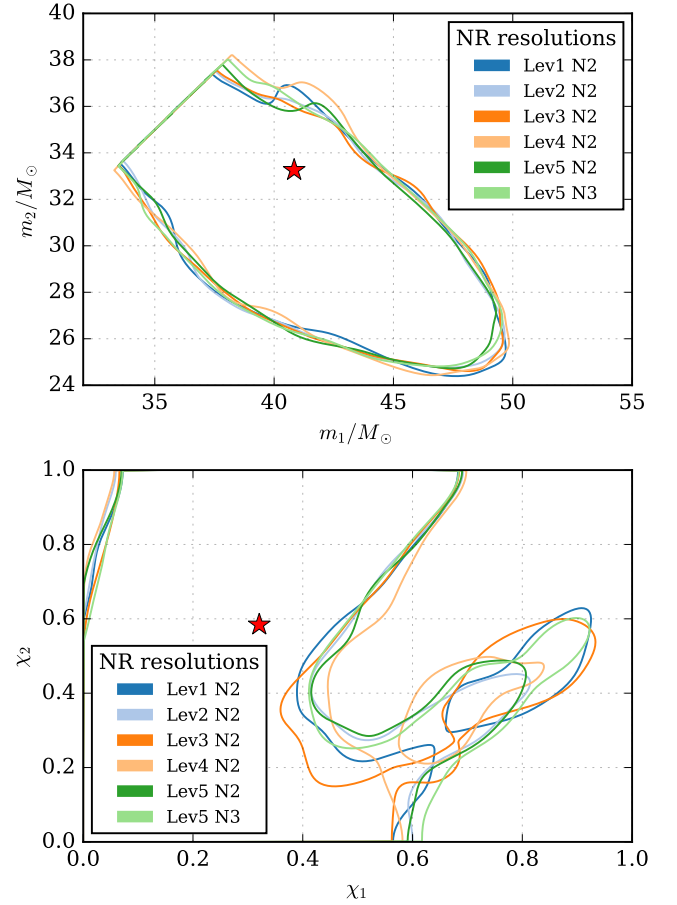 40
38
36
34
32
30
28
26
24
m₂/M⊙
NR resolutions
Lev1 N2
Lev2 N2
Lev3 N2
Lev4 N2
Lev5 N2
Lev5 N3
35 40 45 50 55
m₁/M⊙
1.0
0.8
0.6
0.4
0.2
0.0
χ₂
NR resolutions
Lev1 N2
Lev2 N2
Lev3 N2
Lev4 N2
Lev5 N2
Lev5 N3
0.0 0.2 0.4 0.6 0.8 1.0
χ₁